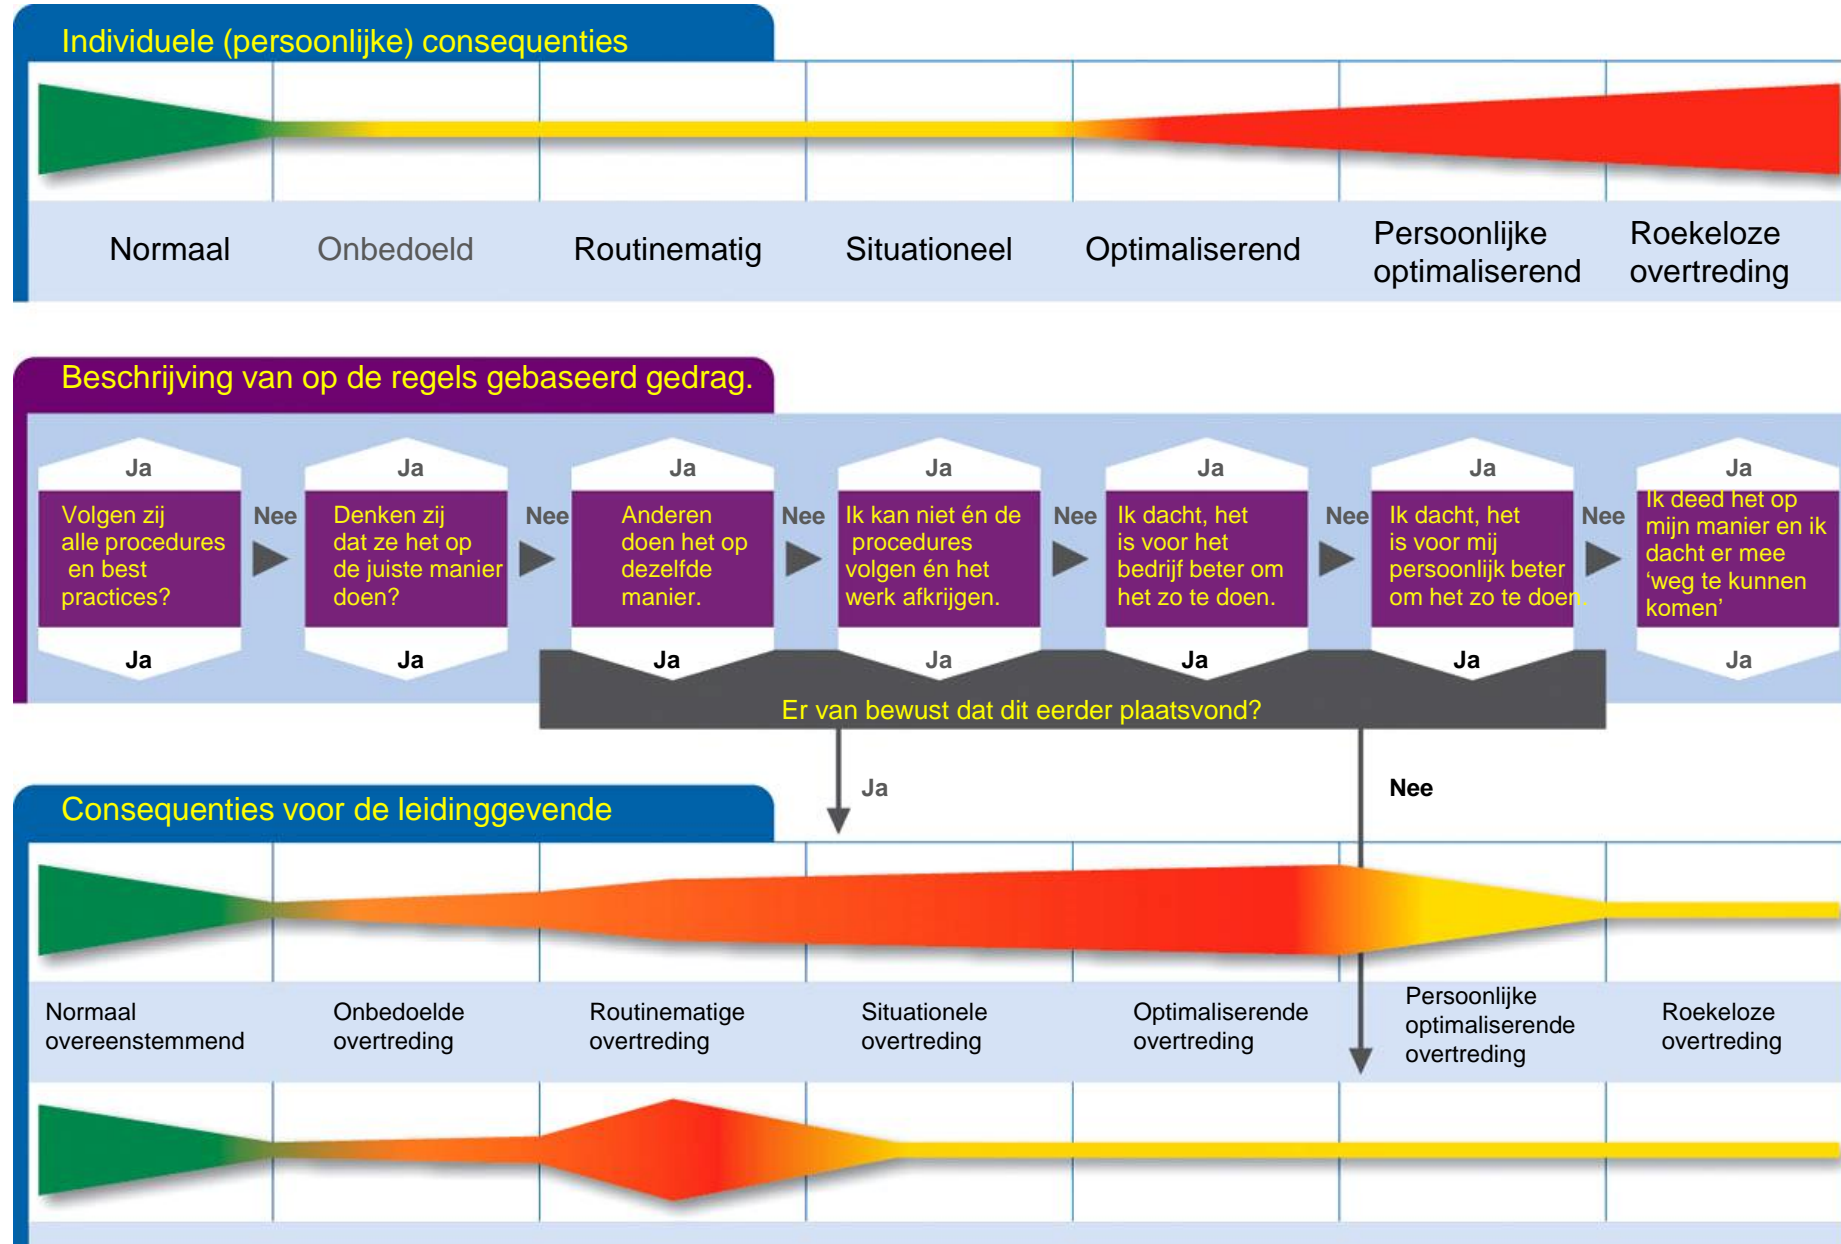 Individuele (persoonlijke) consequenties
Normaal
Onbedoeld
Routinematig
Situationeel
Optimaliserend
Persoonlijke
optimaliserend
Roekeloze
overtreding
Beschrijving van op de regels gebaseerd gedrag.
Ja
Volgen zij
alle procedures
en best
practices?
Ja
Nee
Ja
Denken zij
dat ze het op
de juiste manier
doen?
Ja
Nee
Ja
Anderen
doen het op
dezelfde
manier.
Ja
Nee
Ja
Ik kan niet én de
procedures
volgen én het
werk afkrijgen.
Ja
Nee
Ja
Ik dacht, het
is voor het
bedrijf beter om
het zo te doen.
Ja
Nee
Ja
Ik dacht, het
is voor mij
persoonlijk beter
om het zo te doen.
Ja
Nee
Ja
Ik deed het op
mijn manier en ik
dacht er mee
‘weg te kunnen
komen’
Ja
Er van bewust dat dit eerder plaatsvond?
Ja
Nee
Consequenties voor de leidinggevende
Normaal
overeenstemmend
Onbedoelde
overtreding
Routinematige
overtreding
Situationele
overtreding
Optimaliserende
overtreding
Persoonlijke
optimaliserende
overtreding
Roekeloze
overtreding